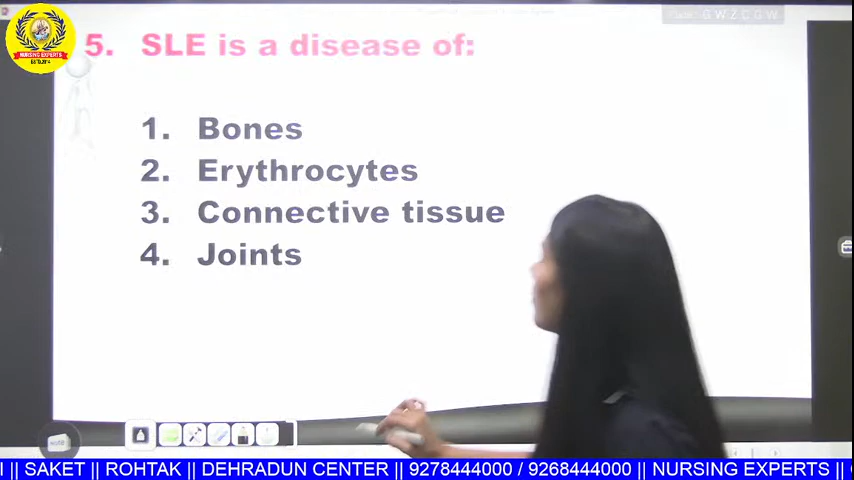 5. SLE is a disease of:
1. Bones
2. Erythrocytes
3. Connective tissue
4. Joints
NURSING EXPERTS
|| SAKET || ROHTAK || DEHRADUN CENTER || 9278444000 / 9268444000 || NURSING EXPERTS ||